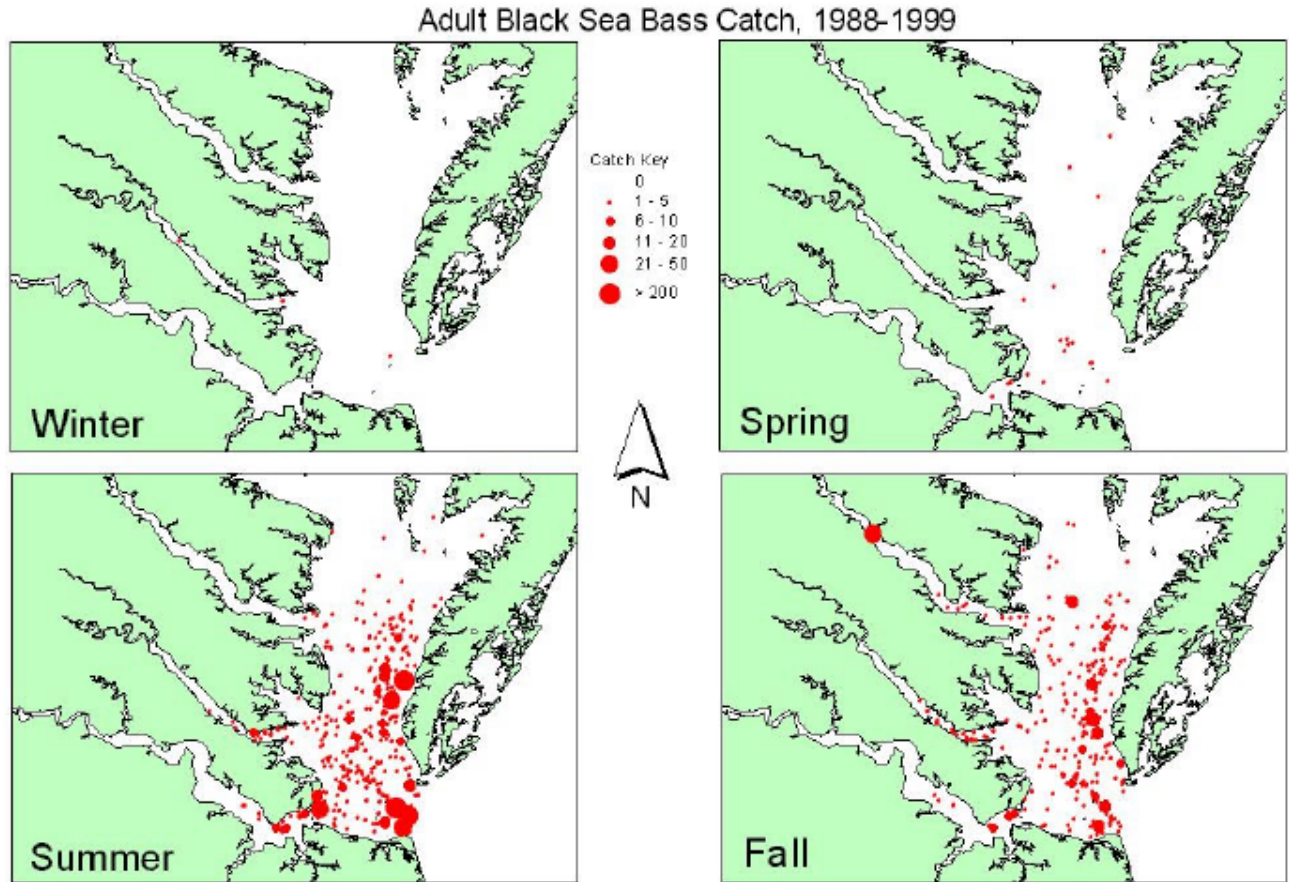 Adult Black Sea Bass Catch, 1988-1999
Catch Key
0
1 - 5
6 - 10
11 - 20
21 - 50
> 200
Winter
Spring
N
Summer
Fall